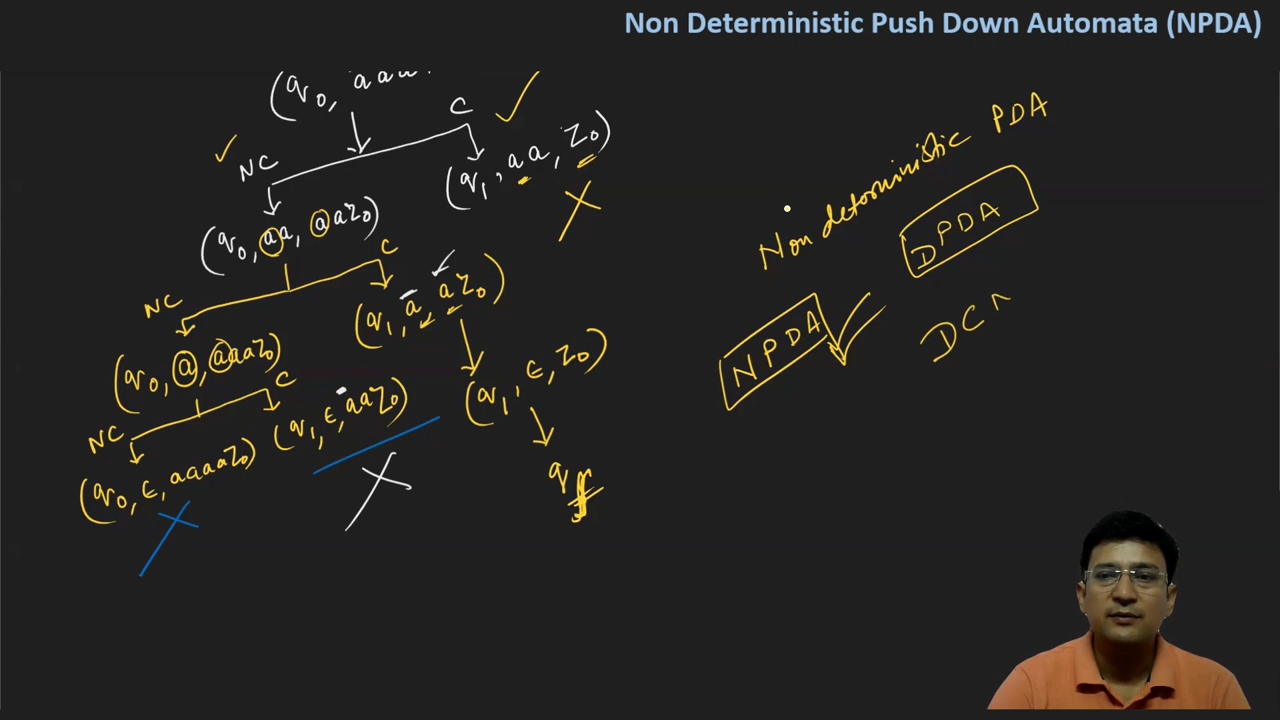 Non Deterministic Push Down Automata (NPDA)
(q0, aaa
C
NC
(q1, aa, Z0)
(q0, aa, aaZ0)
C
NC
(q1, a, aZ0)
(q0, a, aaaZ0)
C
(q1, ε, Z0)
NC
(q1, ε, aaZ0)
(q0, ε, aaaaZ0)
qf
Non deterministic PDA
DPDA
NPDA
DC